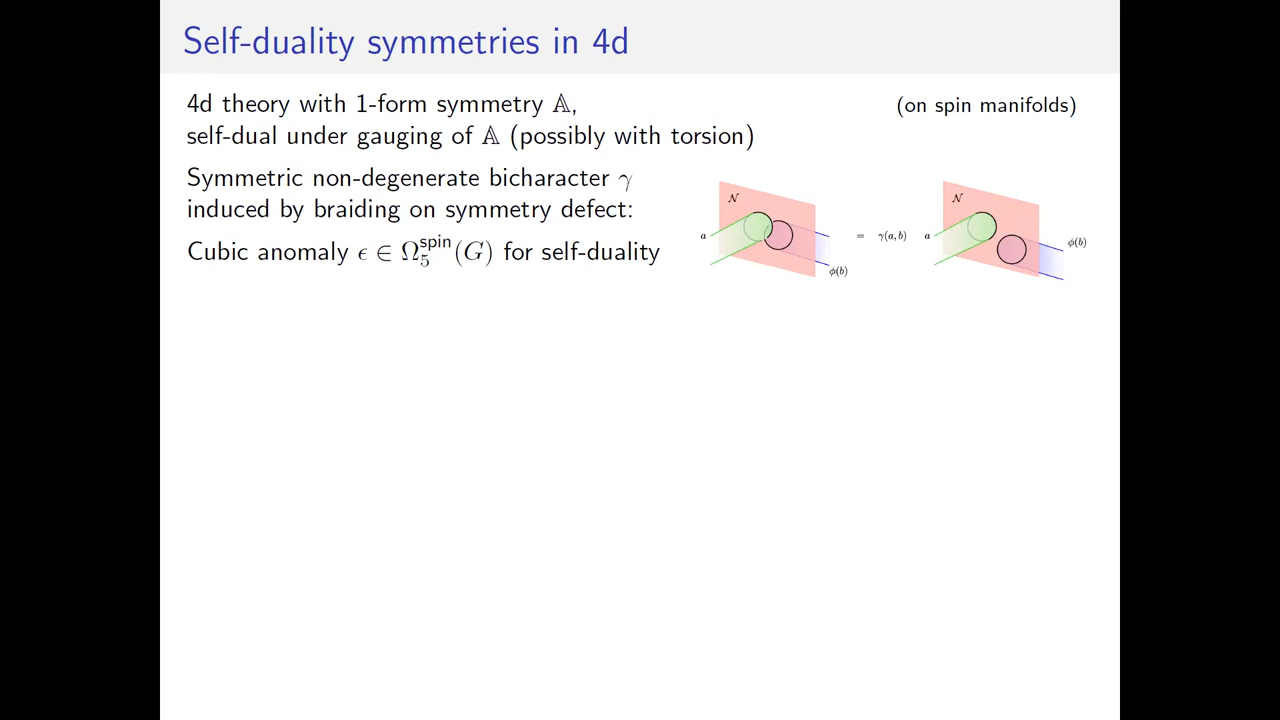 Self-duality symmetries in 4d
4d theory with 1-form symmetry 𝔸, (on spin manifolds)
self-dual under gauging of 𝔸 (possibly with torsion)
Symmetric non-degenerate bicharacter γ
induced by braiding on symmetry defect:
Cubic anomaly ϵ ∈ Ω₅^spin(G) for self-duality
𝒩 𝒩
a = γ(a, b) a ϕ(b)
ϕ(b)